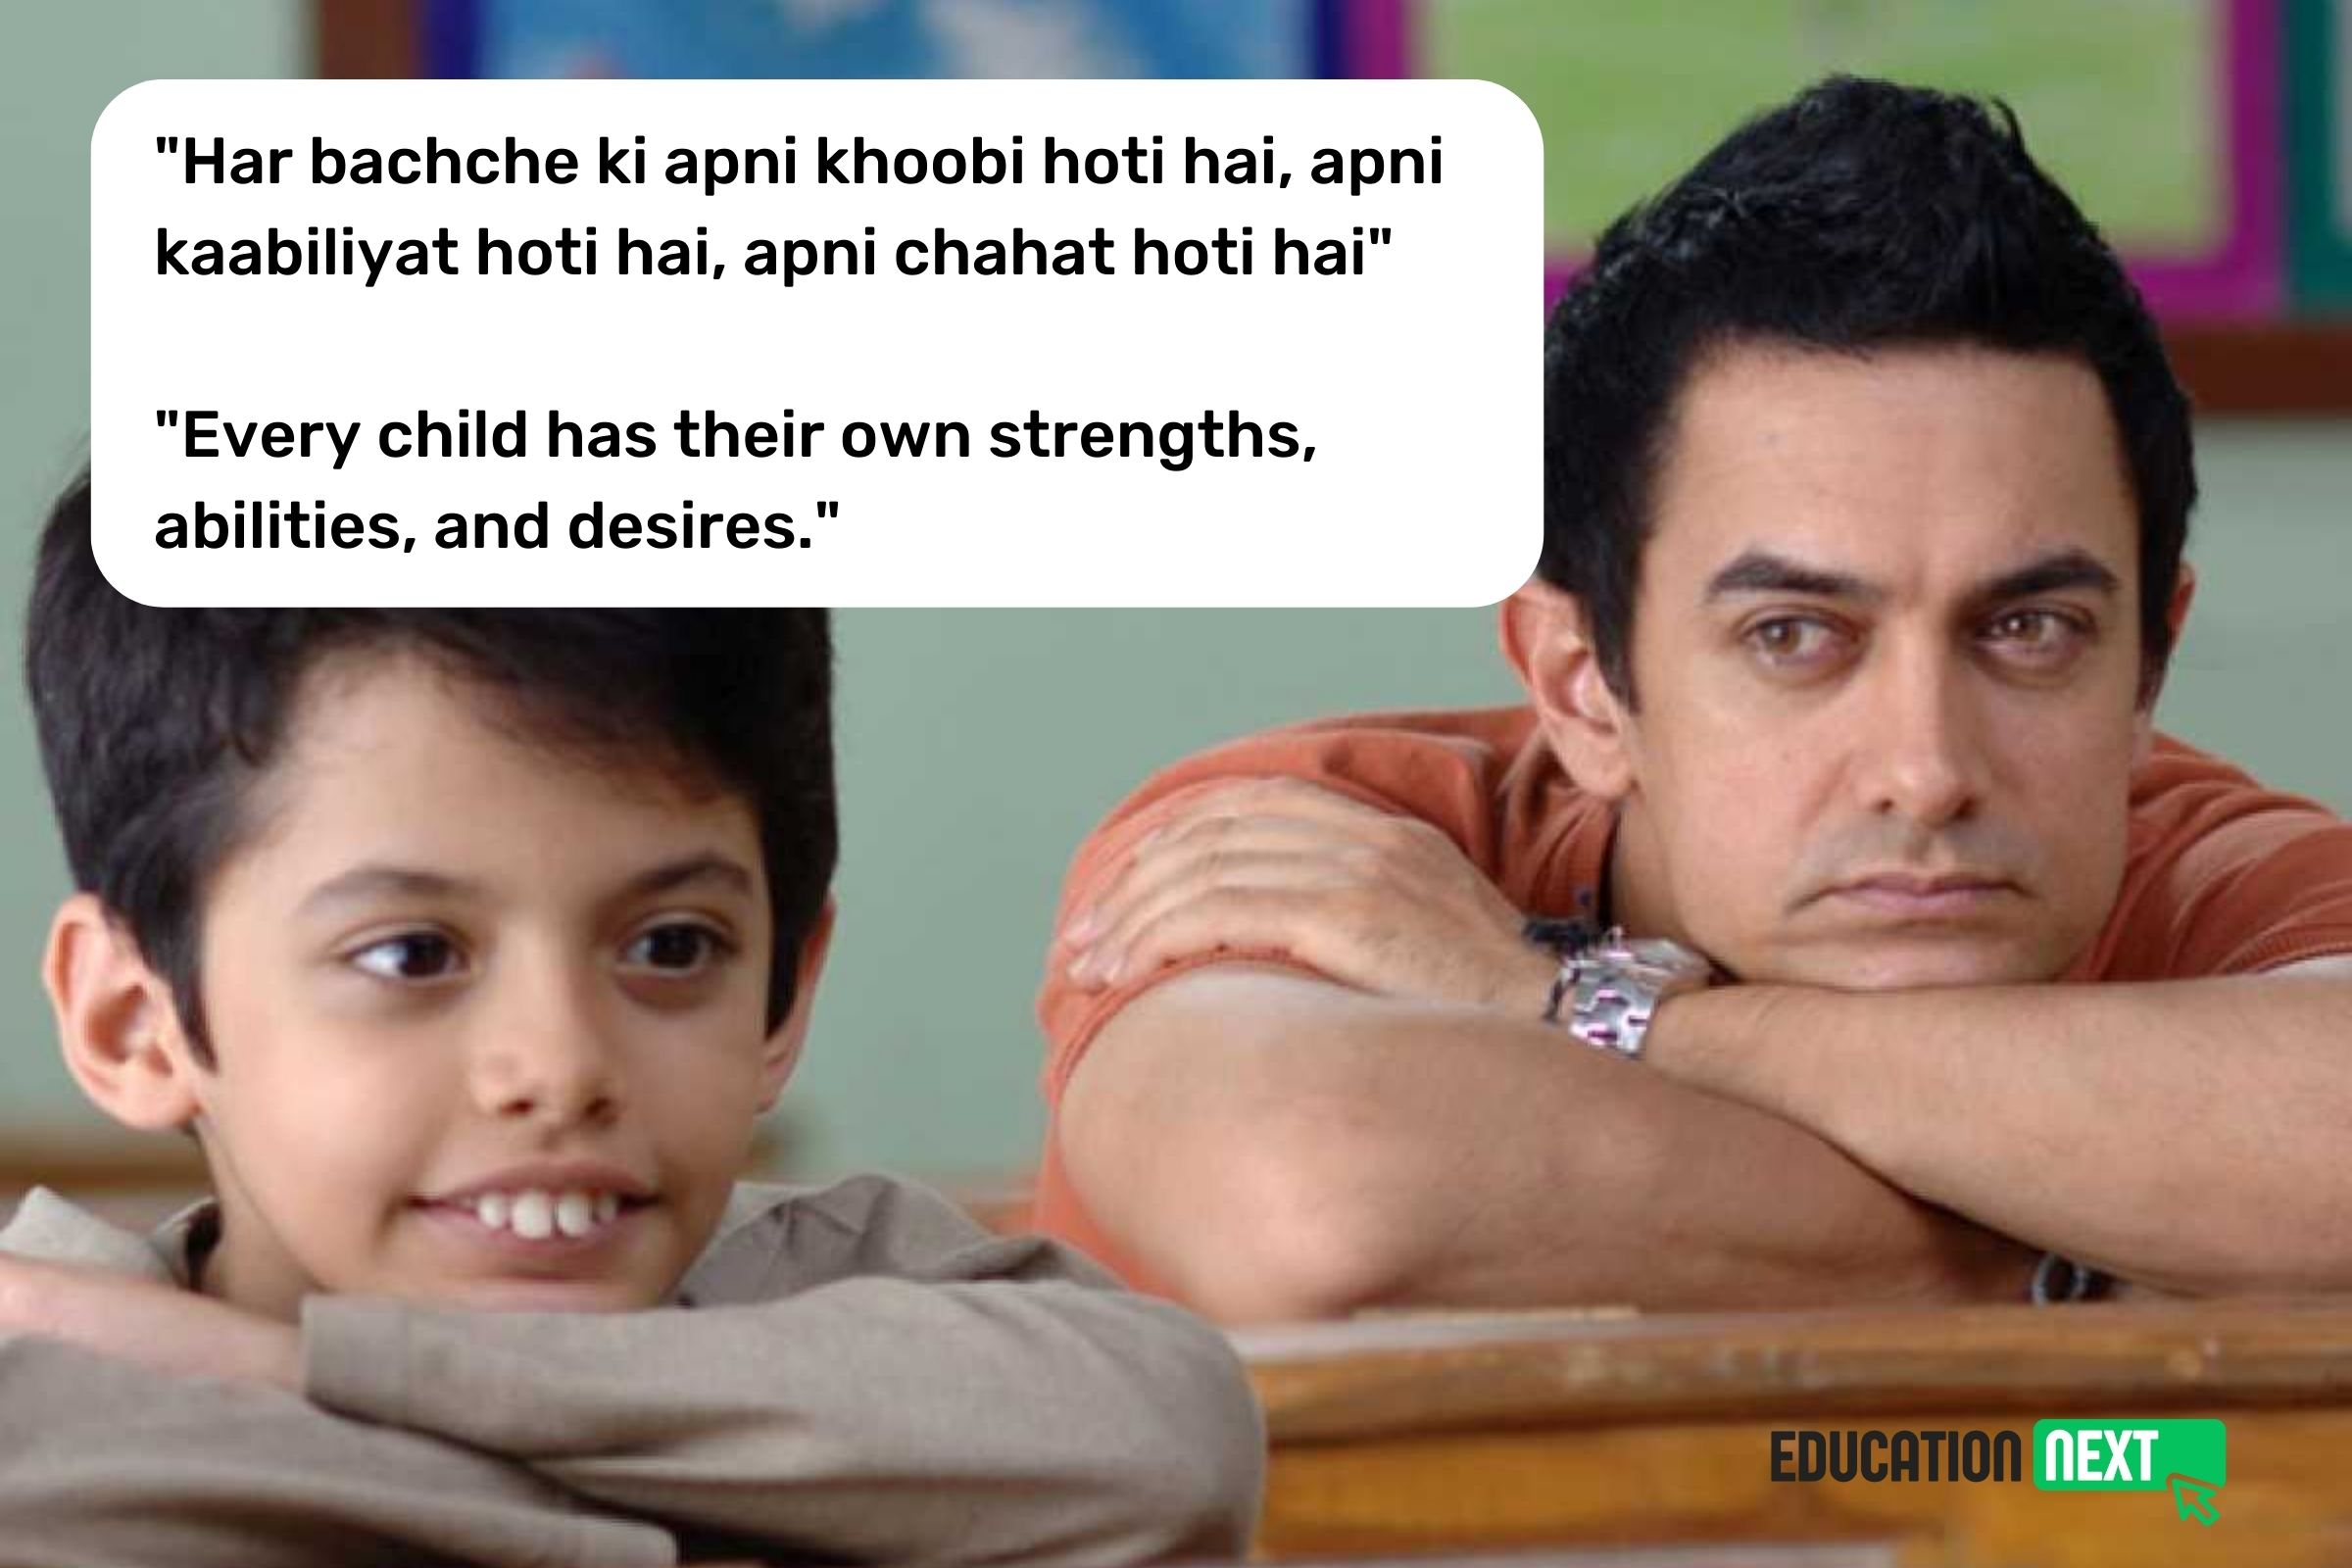 "Har bachche ki apni khoobi hoti hai, apni
kaabiliyat hoti hai, apni chahat hoti hai"
"Every child has their own strengths,
abilities, and desires."
EDUCATION NEXT